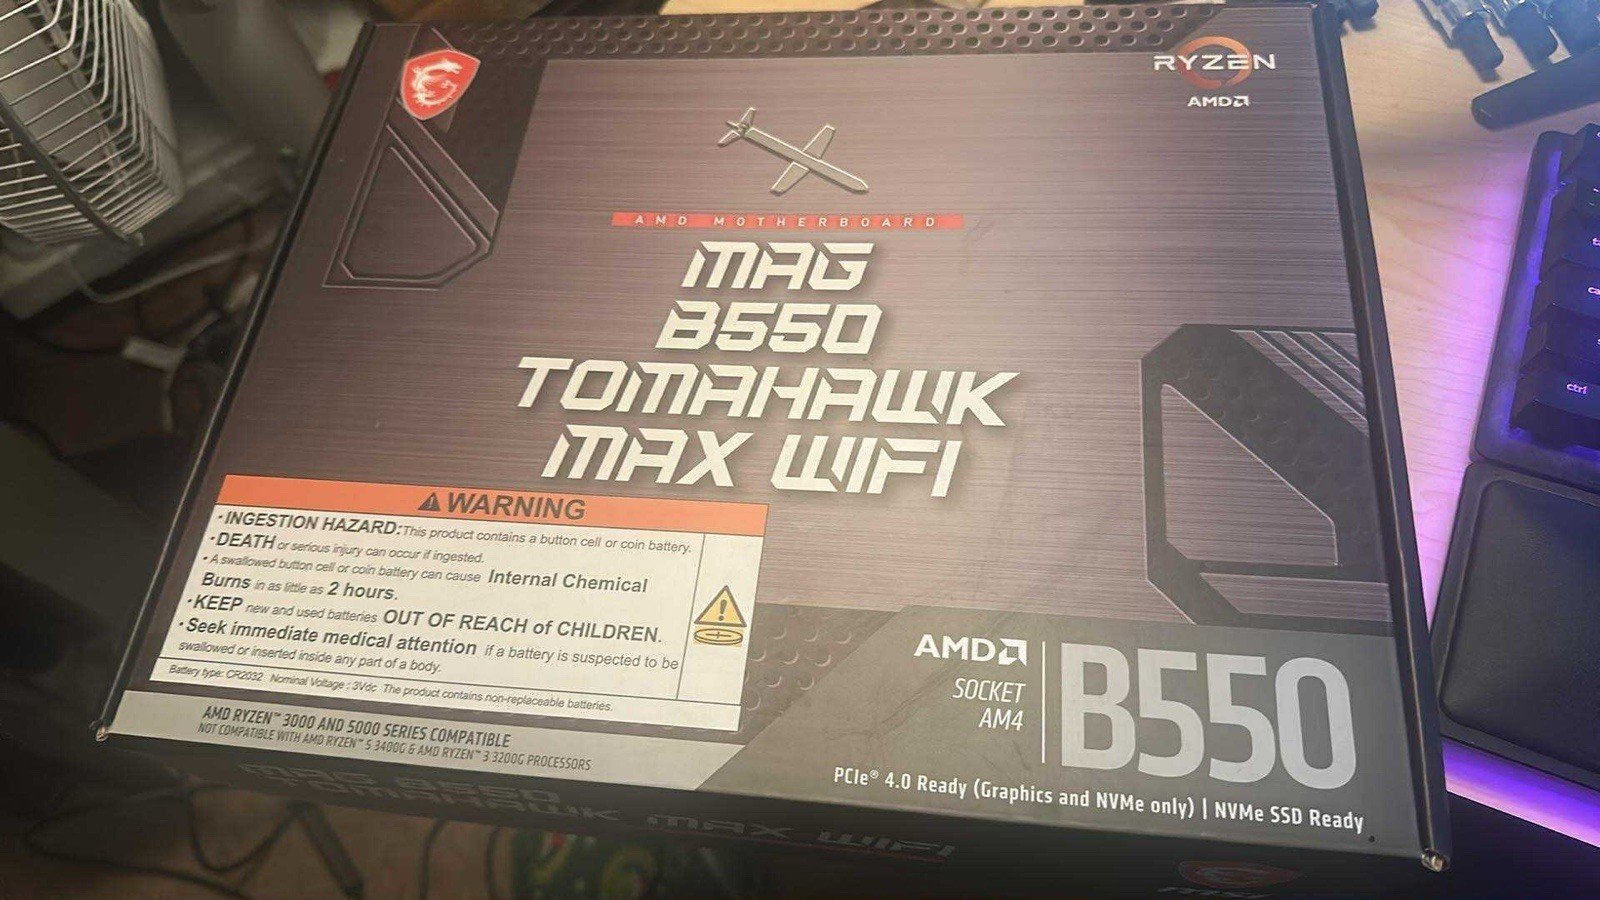 RYZEN
AMD
AMD MOTHERBOARD
MAG
B550
TOMAHAWK
MAX WIFI
WARNING
·INGESTION HAZARD:This product contains a button cell or coin battery.
·DEATH or serious injury can occur if ingested.
·A swallowed button cell or coin battery can cause Internal Chemical
Burns in as little as 2 hours.
·KEEP new and used batteries OUT OF REACH of CHILDREN.
·Seek immediate medical attention if a battery is suspected to be
swallowed or inserted inside any part of a body.
Battery type: CR2032 Nominal Voltage : 3Vdc The product contains non-replaceable batteries.
AMD RYZEN™ 3000 AND 5000 SERIES COMPATIBLE
NOT COMPATIBLE WITH AMD RYZEN™ 5 3400G & AMD RYZEN™ 3 3200G PROCESSORS
AMD
SOCKET
AM4
B550
PCIe® 4.0 Ready (Graphics and NVMe only) | NVMe SSD Ready
MAG B550
TOMAHAWK MAX WIFI
ctrl